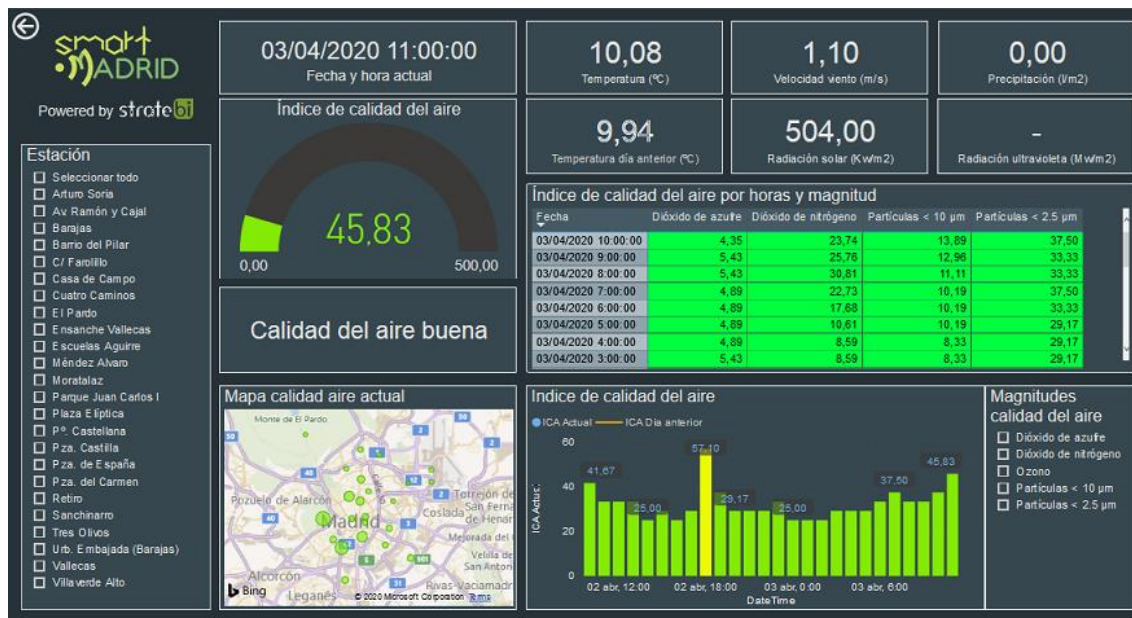 smart
MADRID
Powered by stratebi
Estación
Seleccionar todo
Arturo Soria
Av. Ramón y Cajal
Barajas
Barrio del Pilar
C/ Farolillo
Casa de Campo
Cuatro Caminos
El Pardo
Ensanche Vallecas
Escuelas Aguirre
Méndez Alvaro
Moratalaz
Parque Juan Carlos I
Plaza Elíptica
Pº. Castellana
Pza. Castilla
Pza. de España
Pza. del Carmen
Retiro
Sanchinarro
Tres Olivos
Urb. Embajada (Barajas)
Vallecas
Villaverde Alto
03/04/2020 11:00:00
Fecha y hora actual
Índice de calidad del aire
45,83
0,00 500,00
Calidad del aire buena
10,08
Temperatura (ºC)
1,10
Velocidad viento (m/s)
0,00
Precipitación (l/m2)
9,94
Temperatura día anterior (ºC)
504,00
Radiación solar (Kw/m2)
-
Radiación ultravioleta (Mw/m2)
Índice de calidad del aire por horas y magnitud
Fecha Dióxido de azufre Dióxido de nitrógeno Partículas < 10 µm Partículas < 2.5 µm
03/04/2020 10:00:00 4,35 23,74 13,89 37,50
03/04/2020 9:00:00 5,43 25,76 12,96 33,33
03/04/2020 8:00:00 5,43 30,81 11,11 33,33
03/04/2020 7:00:00 4,89 22,73 10,19 37,50
03/04/2020 6:00:00 4,89 17,68 10,19 33,33
03/04/2020 5:00:00 4,89 10,61 10,19 29,17
03/04/2020 4:00:00 4,89 8,59 8,33 29,17
03/04/2020 3:00:00 5,43 8,59 8,33 29,17
Mapa calidad aire actual
Monte de El Pardo
Pozuelo de Alarcón
Torrejón de
San Ferna
Coslada de Henar
Madrid
Mejorada del
Velilla de
San Anton
Alcorcón
Rivas-Vaciamadr
Leganés
Bing
© 2020 Microsoft Corporation Terms
Indice de calidad del aire
ICA Actual ICA Dia anterior
ICA Actual
60
40
20
0
41,67
25,00
57,10
29,17
25,00
37,50
45,83
02 abr, 12:00 02 abr, 18:00 03 abr, 0:00 03 abr, 6:00
DateTime
Magnitudes
calidad del aire
Dióxido de azufre
Dióxido de nitrógeno
Ozono
Partículas < 10 µm
Partículas < 2.5 µm